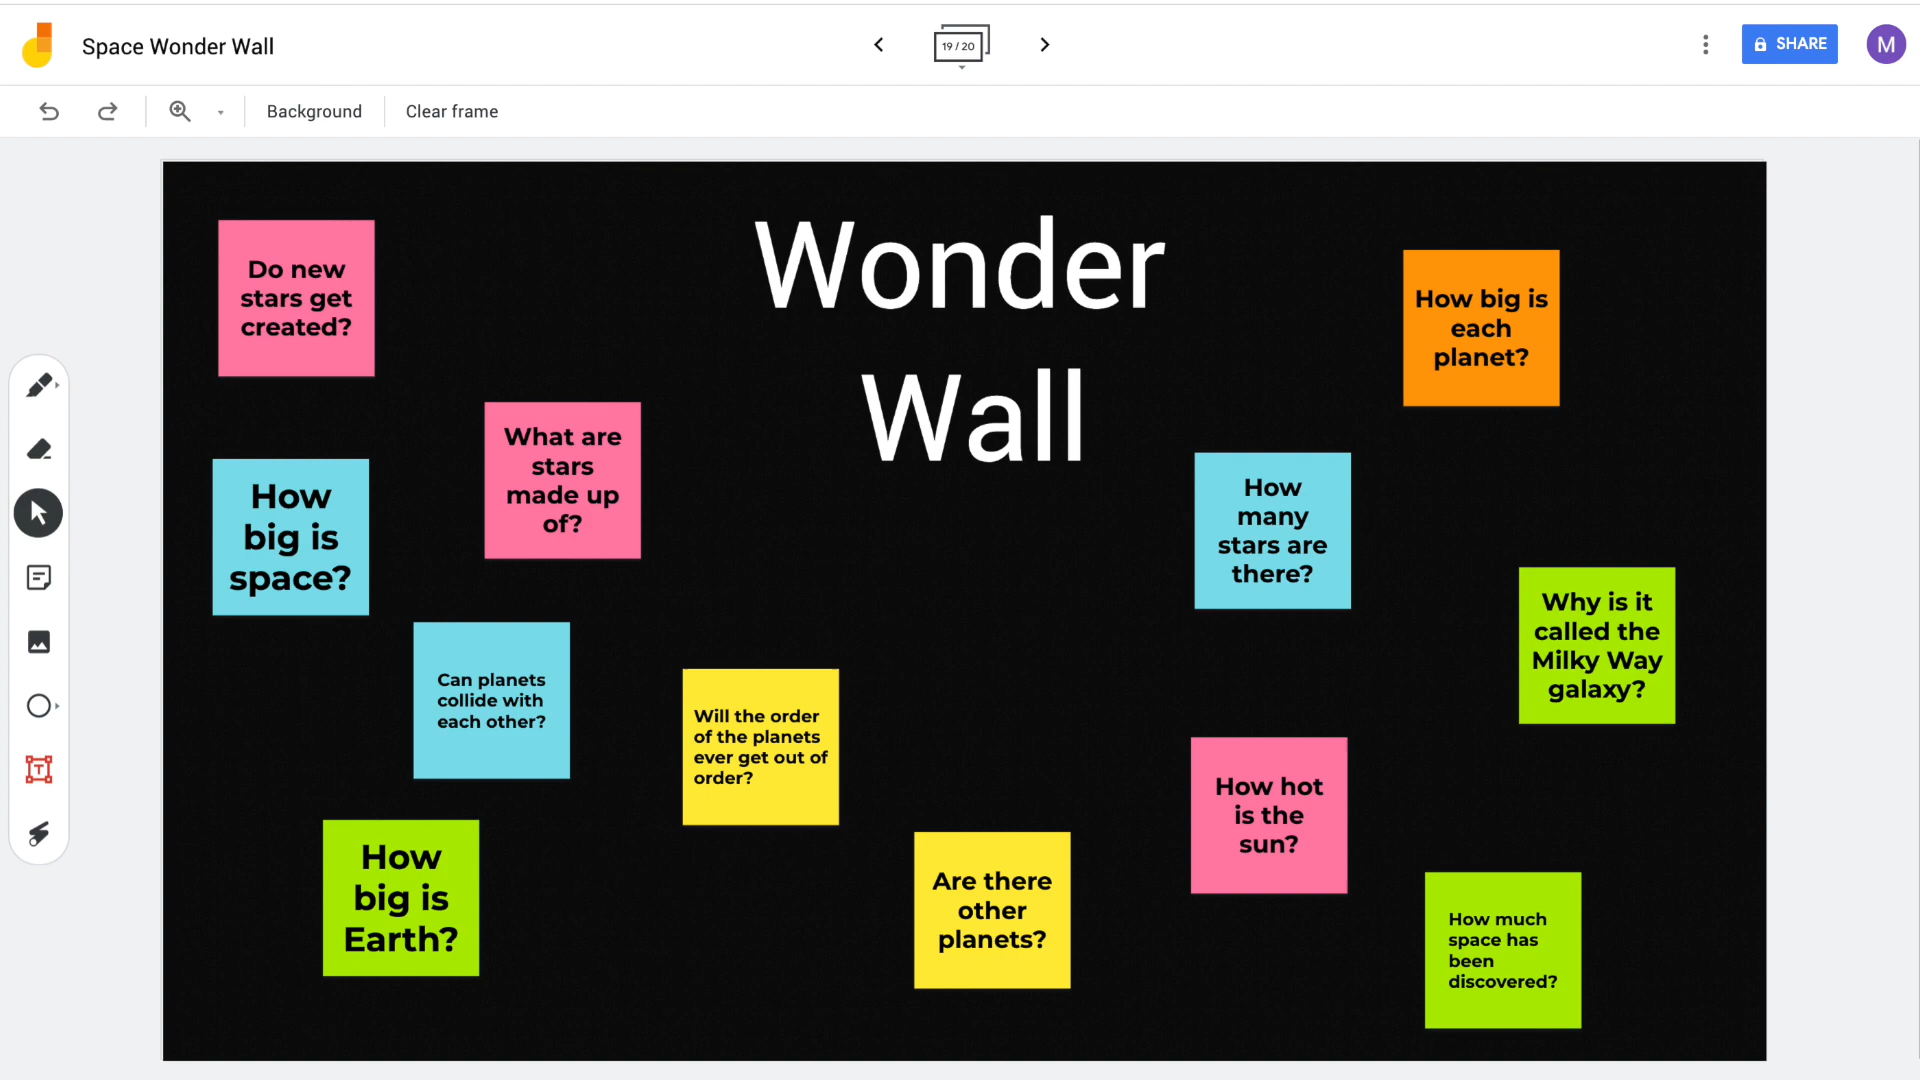 Space Wonder Wall
19 / 20
SHARE
M
Background
Clear frame
Wonder
Wall
Do new
stars get
created?
How big is
each
planet?
What are
stars
made up
of?
How
big is
space?
How
many
stars are
there?
Why is it
called the
Milky Way
galaxy?
Can planets
collide with
each other?
Will the order
of the planets
ever get out of
order?
How hot
is the
sun?
How
big is
Earth?
Are there
other
planets?
How much
space has
been
discovered?
T